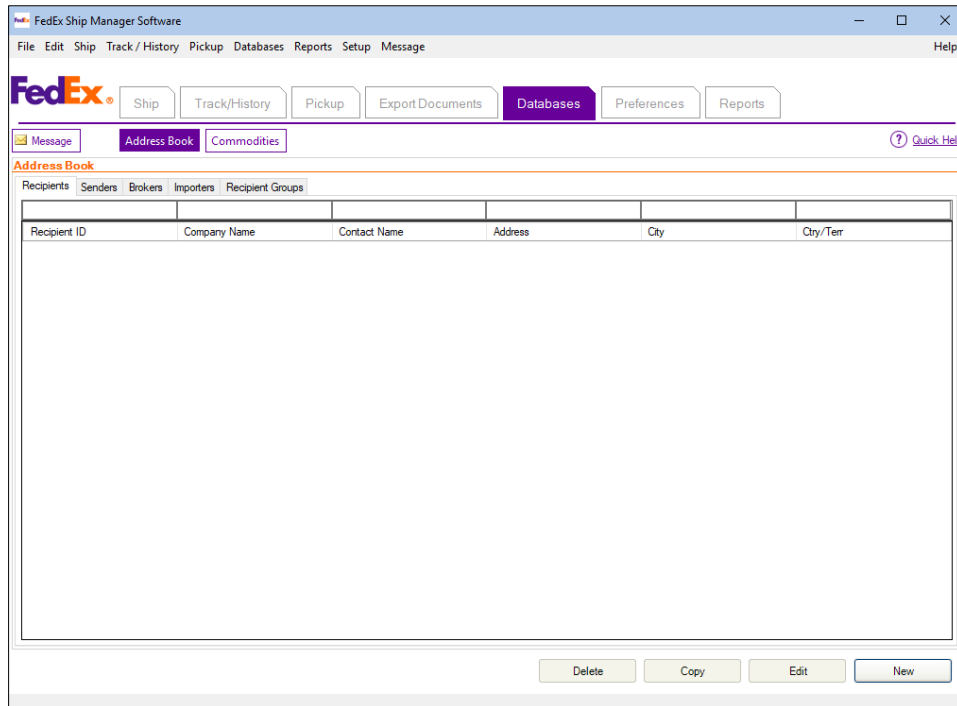 FedEx FedEx Ship Manager Software
File Edit Ship Track / History Pickup Databases Reports Setup Message Help
FedEx® Ship Track/History Pickup Export Documents Databases Preferences Reports
Message Address Book Commodities ? Quick Hel
Address Book
Recipients Senders Brokers Importers Recipient Groups
Recipient ID Company Name Contact Name Address City Ctry/Terr
Delete Copy Edit New